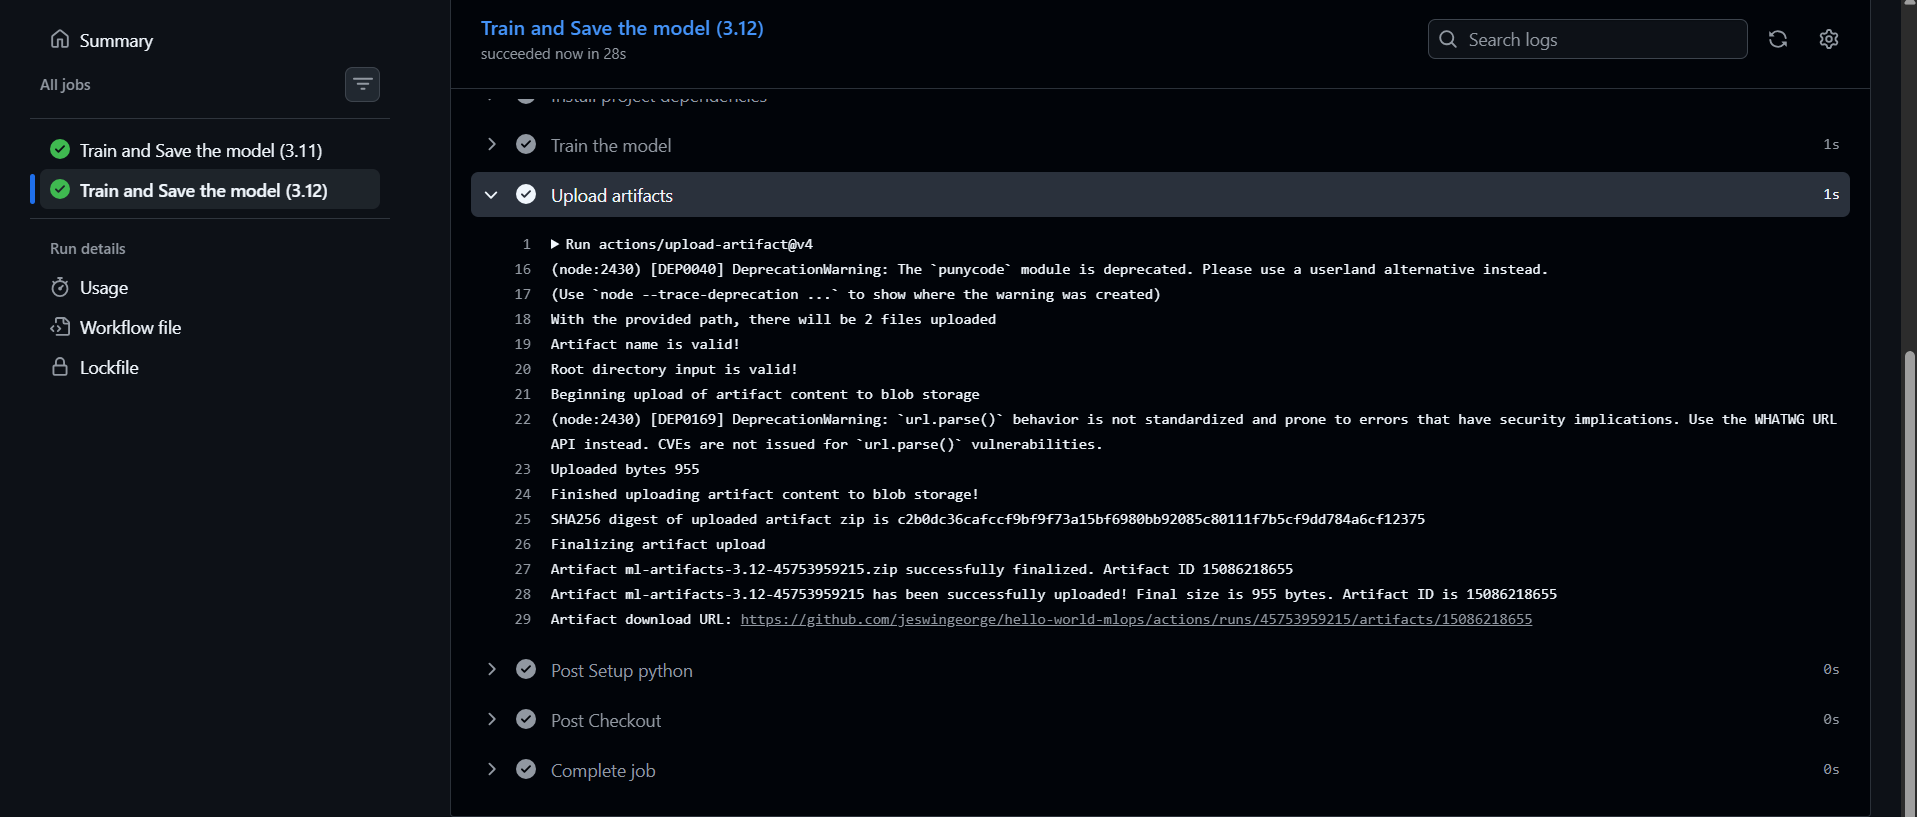 Summary
All jobs
Train and Save the model (3.11)
Train and Save the model (3.12)
Run details
Usage
Workflow file
Lockfile
Train and Save the model (3.12)
succeeded now in 28s
Search logs
Install project dependencies
Train the model 1s
Upload artifacts 1s
1 Run actions/upload-artifact@v4
16 (node:2430) [DEP0040] DeprecationWarning: The `punycode` module is deprecated. Please use a userland alternative instead.
17 (Use `node --trace-deprecation ...` to show where the warning was created)
18 With the provided path, there will be 2 files uploaded
19 Artifact name is valid!
20 Root directory input is valid!
21 Beginning upload of artifact content to blob storage
22 (node:2430) [DEP0169] DeprecationWarning: `url.parse()` behavior is not standardized and prone to errors that have security implications. Use the WHATWG URL
API instead. CVEs are not issued for `url.parse()` vulnerabilities.
23 Uploaded bytes 955
24 Finished uploading artifact content to blob storage!
25 SHA256 digest of uploaded artifact zip is c2b0dc36cafccf9bf9f73a15bf6980bb92085c80111f7b5cf9dd784a6cf12375
26 Finalizing artifact upload
27 Artifact ml-artifacts-3.12-45753959215.zip successfully finalized. Artifact ID 15086218655
28 Artifact ml-artifacts-3.12-45753959215 has been successfully uploaded! Final size is 955 bytes. Artifact ID is 15086218655
29 Artifact download URL: https://github.com/jeswingeorge/hello-world-mlops/actions/runs/45753959215/artifacts/15086218655
Post Setup python 0s
Post Checkout 0s
Complete job 0s